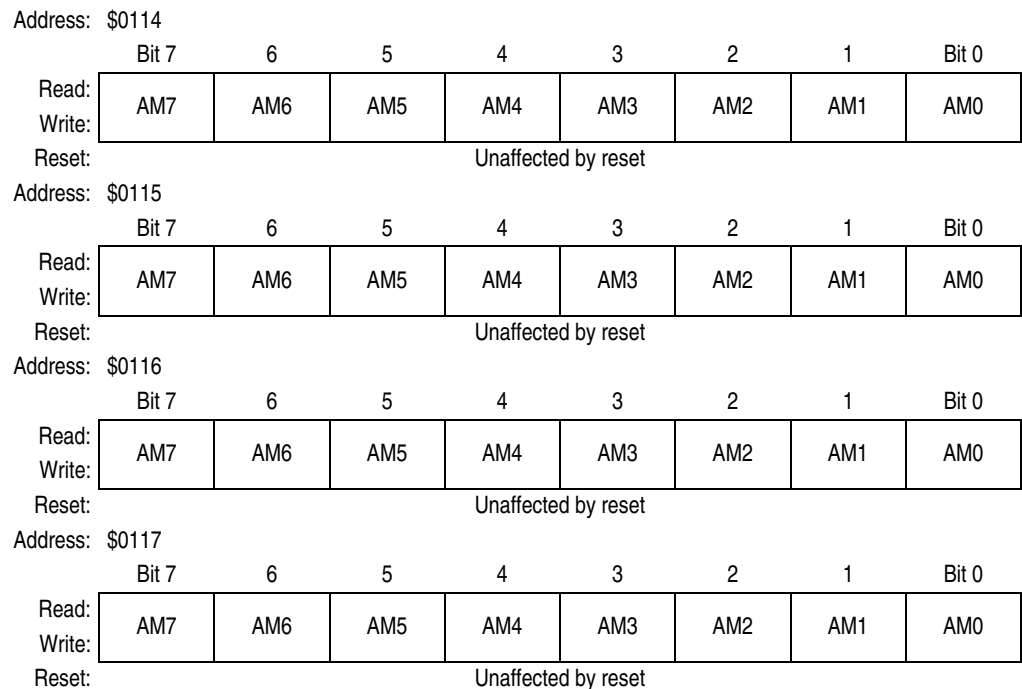 Address: $0114
Bit 7 6 5 4 3 2 1 Bit 0
Read:
AM7 AM6 AM5 AM4 AM3 AM2 AM1 AM0
Write:
Reset: Unaffected by reset
Address: $0115
Bit 7 6 5 4 3 2 1 Bit 0
Read:
AM7 AM6 AM5 AM4 AM3 AM2 AM1 AM0
Write:
Reset: Unaffected by reset
Address: $0116
Bit 7 6 5 4 3 2 1 Bit 0
Read:
AM7 AM6 AM5 AM4 AM3 AM2 AM1 AM0
Write:
Reset: Unaffected by reset
Address: $0117
Bit 7 6 5 4 3 2 1 Bit 0
Read:
AM7 AM6 AM5 AM4 AM3 AM2 AM1 AM0
Write:
Reset: Unaffected by reset